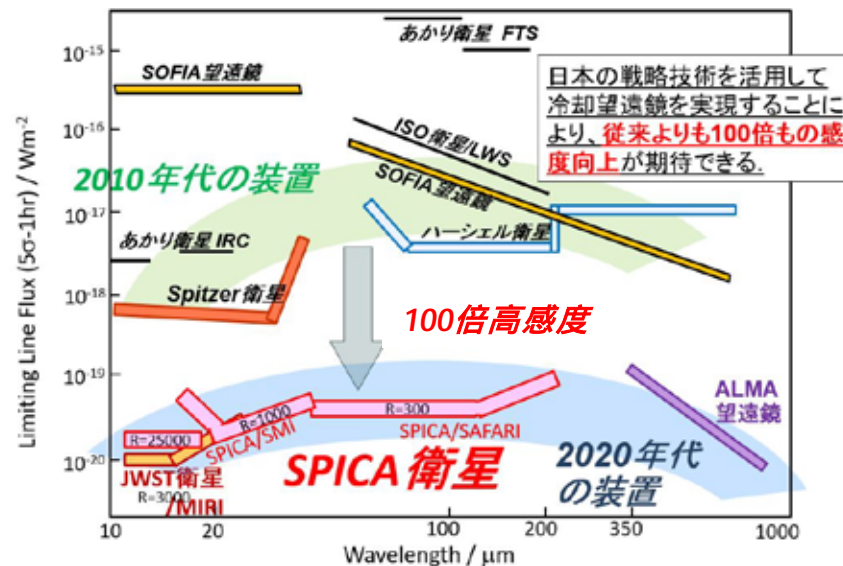 あかり衛星 FTS
10-15
SOFIA望遠鏡
日本の戦略技術を活用して
冷却望遠鏡を実現することに
より、従来よりも100倍もの感
度向上が期待できる.
10-16
ISO衛星/LWS
SOFIA望遠鏡
2010年代の装置
10-17
ハーシェル衛星
あかり衛星 IRC
Spitzer衛星
10-18
100倍高感度
10-19
ALMA
望遠鏡
R=1000
R=300
R=25000
SPICA/SMI
SPICA/SAFARI
10-20
JWST衛星
/MIRI
R=3000
SPICA衛星
2020年代
の装置
10 20 100 200 350 1000
Wavelength / μm
Limiting Line Flux (5σ-1hr) / Wm-2